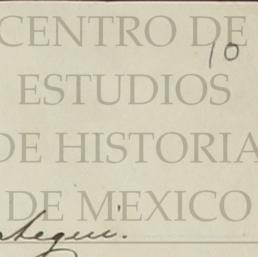 CENTRO DE
10
ESTUDIOS
DE HISTORIA
DE MEXICO